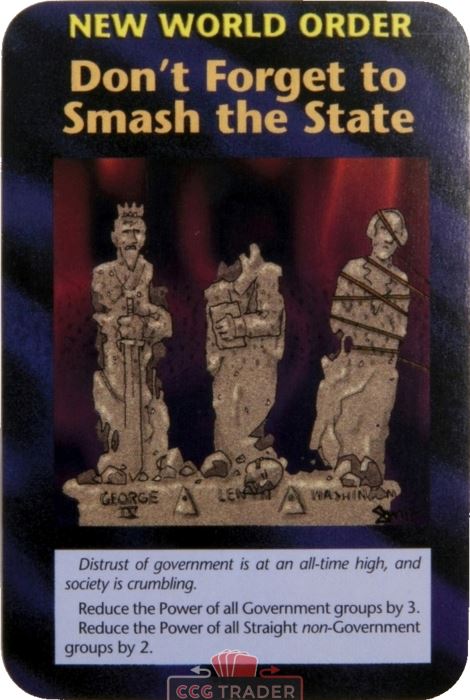 NEW WORLD ORDER
Don't Forget to
Smash the State
GEORGE
IV
LENIN
WASHINGTON
Distrust of government is at an all-time high, and
society is crumbling.
Reduce the Power of all Government groups by 3.
Reduce the Power of all Straight non-Government
groups by 2.
CCG TRADER